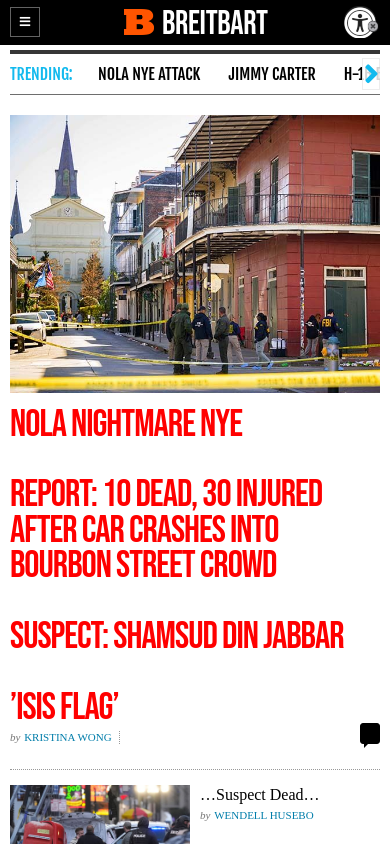 BREITBART
TRENDING: NOLA NYE ATTACK JIMMY CARTER H-1
FBI
NOLA NIGHTMARE NYE
REPORT: 10 DEAD, 30 INJURED
AFTER CAR CRASHES INTO
BOURBON STREET CROWD
SUSPECT: SHAMSUD DIN JABBAR
’ISIS FLAG’
by KRISTINA WONG
…Suspect Dead…
by WENDELL HUSEBO